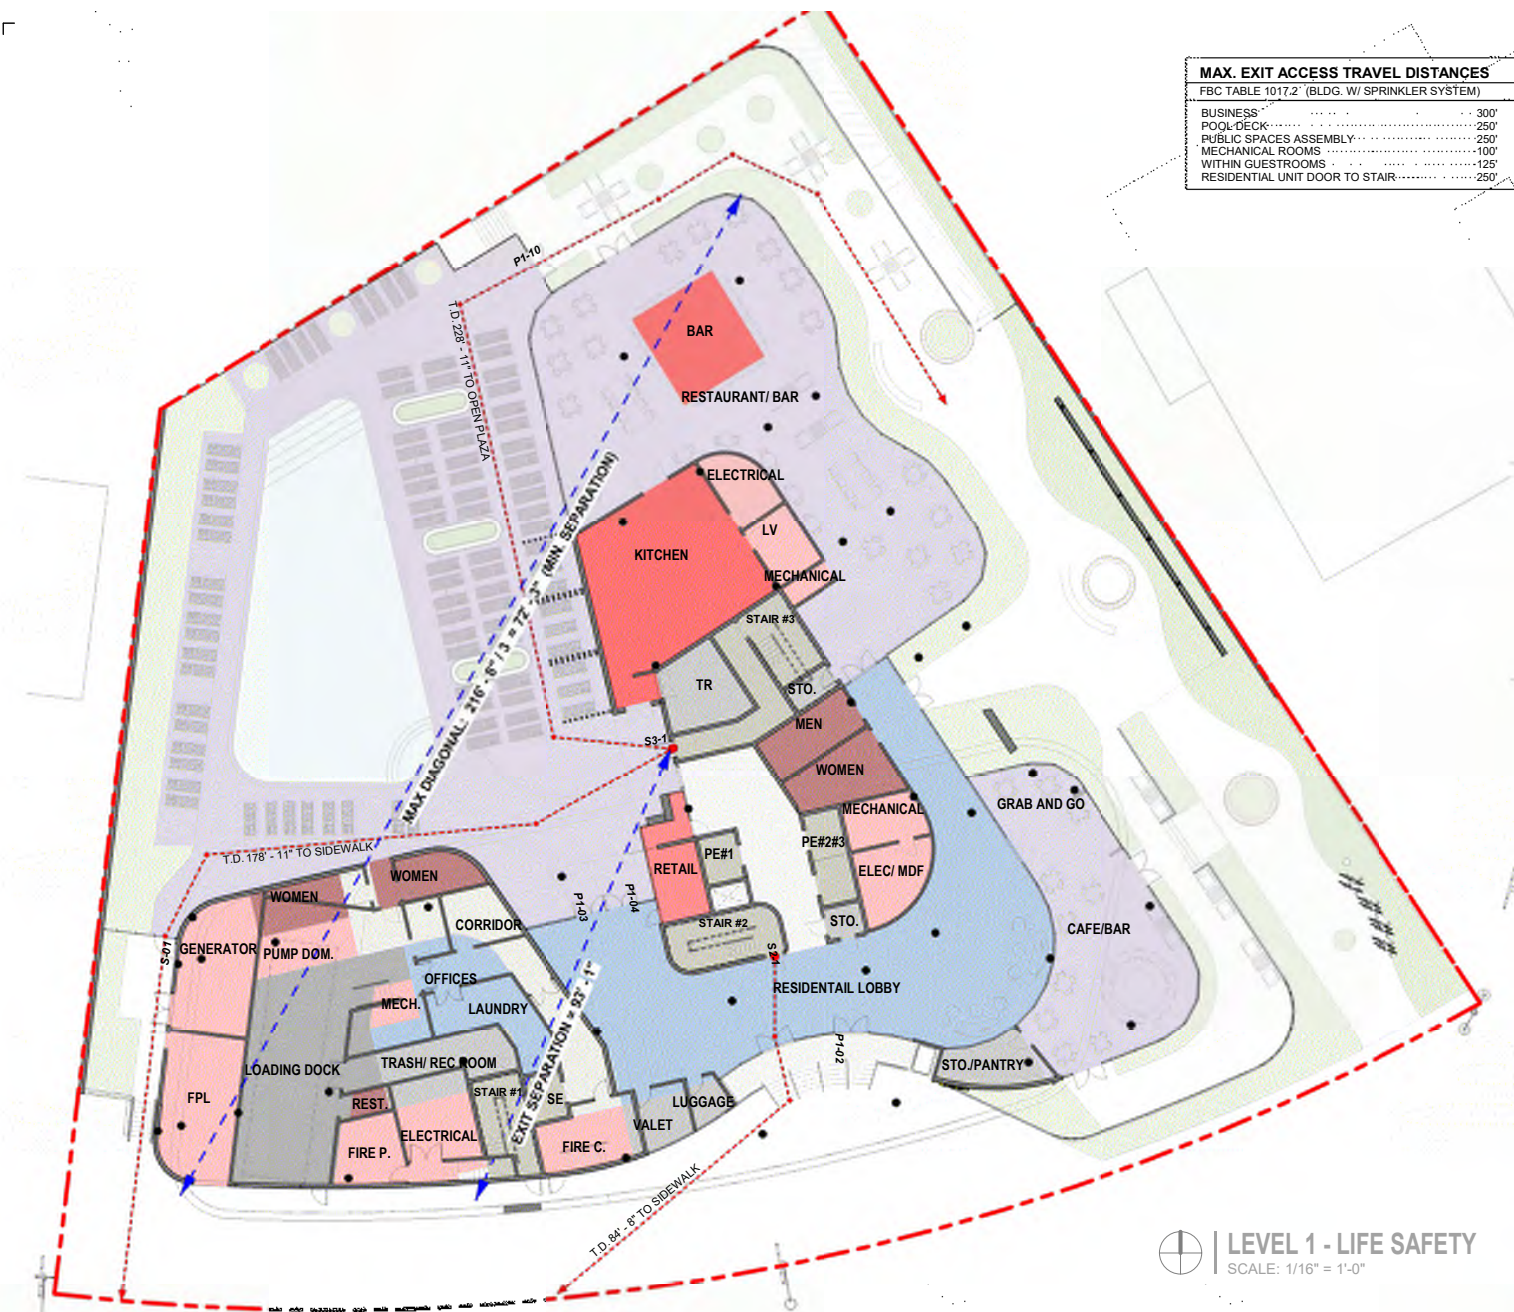 MAX. EXIT ACCESS TRAVEL DISTANCES
FBC TABLE 1017.2 (BLDG. W/ SPRINKLER SYSTEM)
BUSINESS 300'
POOL DECK 250'
PUBLIC SPACES ASSEMBLY 250'
MECHANICAL ROOMS 100'
WITHIN GUESTROOMS 125'
RESIDENTIAL UNIT DOOR TO STAIR 250'
P1-10
T.D. 228' - 11" TO OPEN PLAZA
BAR
RESTAURANT/ BAR
MAX DIAGONAL: 216' - 8" / 3 = 72' - 3" (MIN. SEPARATION)
ELECTRICAL
LV
KITCHEN
MECHANICAL
STAIR #3
TR
STO.
MEN
S3-1
WOMEN
MECHANICAL
GRAB AND GO
PE#1
PE#2#3
RETAIL
ELEC/ MDF
T.D. 178' - 11" TO SIDEWALK
WOMEN
WOMEN
P1-03
P1-04
CORRIDOR
STAIR #2
STO.
CAFE/BAR
S-01
GENERATOR
PUMP DOM.
S2-1
OFFICES
RESIDENTAIL LOBBY
MECH.
LAUNDRY
EXIT SEPARATION = 93' - 1"
P1-02
LOADING DOCK
TRASH/ REC ROOM
STO./PANTRY
FPL
REST.
STAIR #1
SE
LUGGAGE
VALET
ELECTRICAL
FIRE P.
FIRE C.
T.D. 84' - 8" TO SIDEWALK
LEVEL 1 - LIFE SAFETY
SCALE: 1/16" = 1'-0"